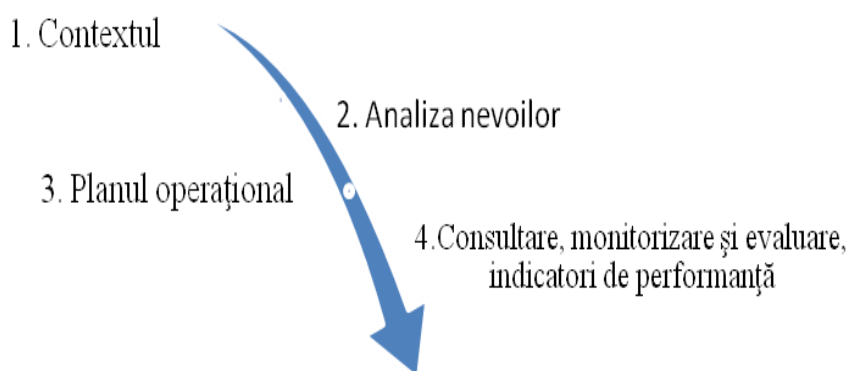 1. Contextul
2. Analiza nevoilor
3. Planul operaţional
4.Consultare, monitorizare şi evaluare,
indicatori de performanţă